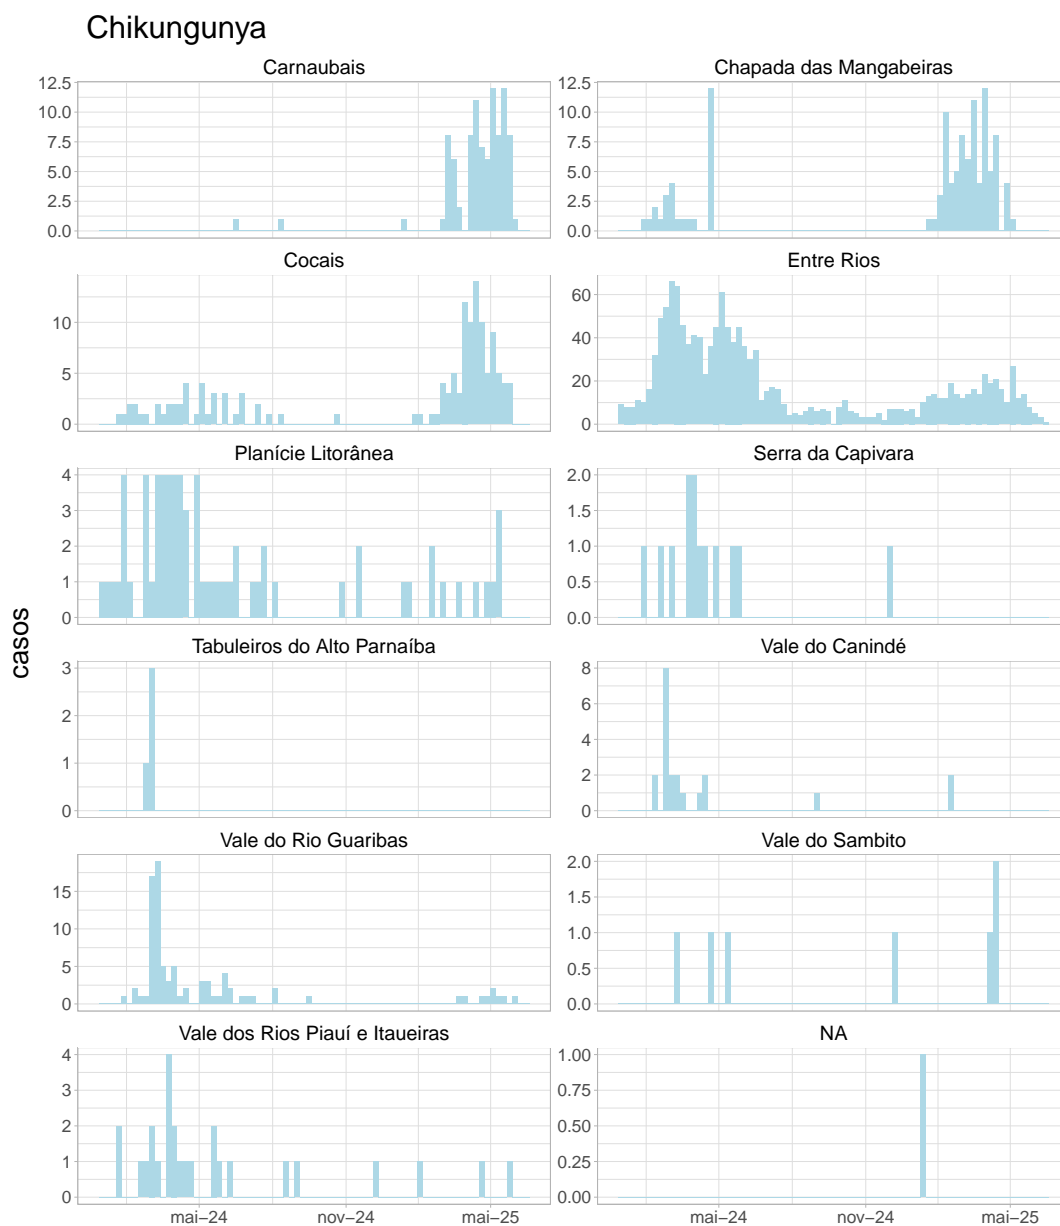 Chikungunya
Carnaubais
Chapada das Mangabeiras
12.5
10.0
7.5
5.0
2.5
0.0
12.5
10.0
7.5
5.0
2.5
0.0
Cocais
Entre Rios
10
5
0
60
40
20
0
Planície Litorânea
Serra da Capivara
4
3
2
1
0
2.0
1.5
1.0
0.5
0.0
casos
Tabuleiros do Alto Parnaíba
Vale do Canindé
3
2
1
0
8
6
4
2
0
Vale do Rio Guaribas
Vale do Sambito
15
10
5
0
2.0
1.5
1.0
0.5
0.0
Vale dos Rios Piauí e Itaueiras
NA
4
3
2
1
0
1.00
0.75
0.50
0.25
0.00
mai−24
nov−24
mai−25
mai−24
nov−24
mai−25